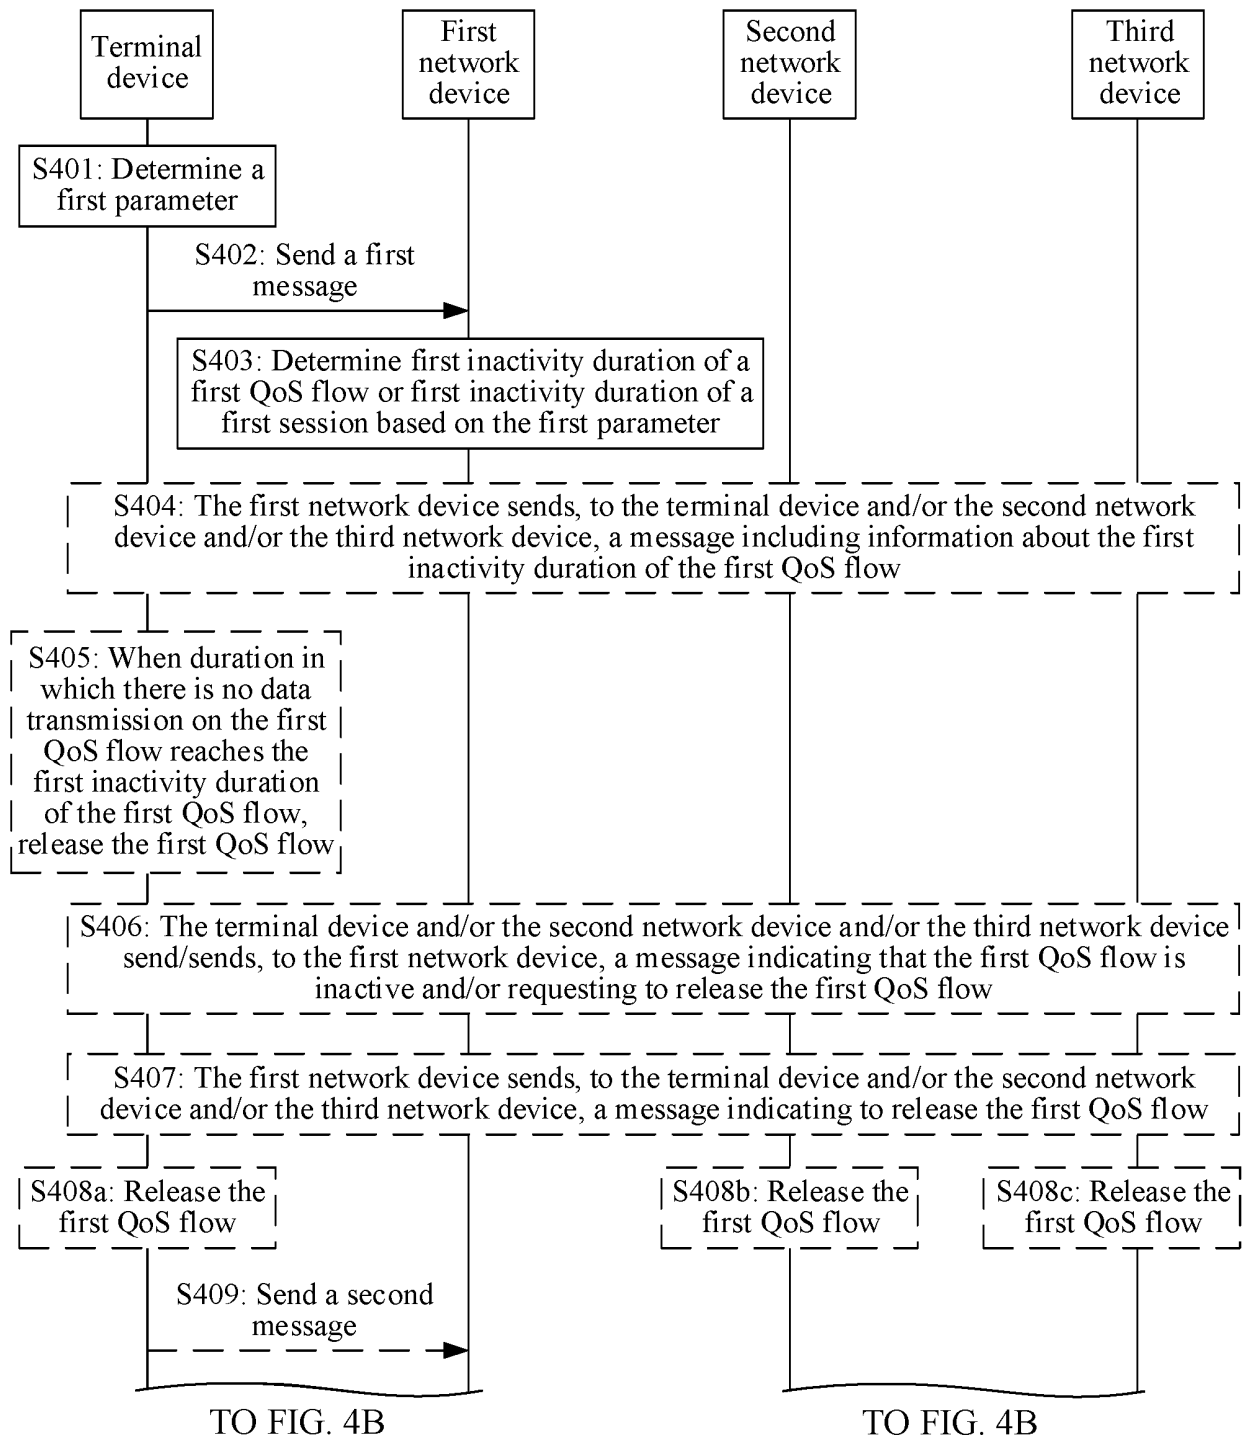 Terminal
device
First
network
device
Second
network
device
Third
network
device
S401: Determine a
first parameter
S402: Send a first
message
S403: Determine first inactivity duration of a
first QoS flow or first inactivity duration of a
first session based on the first parameter
S404: The first network device sends, to the terminal device and/or the second network
device and/or the third network device, a message including information about the first
inactivity duration of the first QoS flow
S405: When duration in
which there is no data
transmission on the first
QoS flow reaches the
first inactivity duration
of the first QoS flow,
release the first QoS flow
S406: The terminal device and/or the second network device and/or the third network device
send/sends, to the first network device, a message indicating that the first QoS flow is
inactive and/or requesting to release the first QoS flow
S407: The first network device sends, to the terminal device and/or the second network
device and/or the third network device, a message indicating to release the first QoS flow
S408a: Release the
first QoS flow
S408b: Release the
first QoS flow
S408c: Release the
first QoS flow
S409: Send a second
message
TO FIG. 4B
TO FIG. 4B